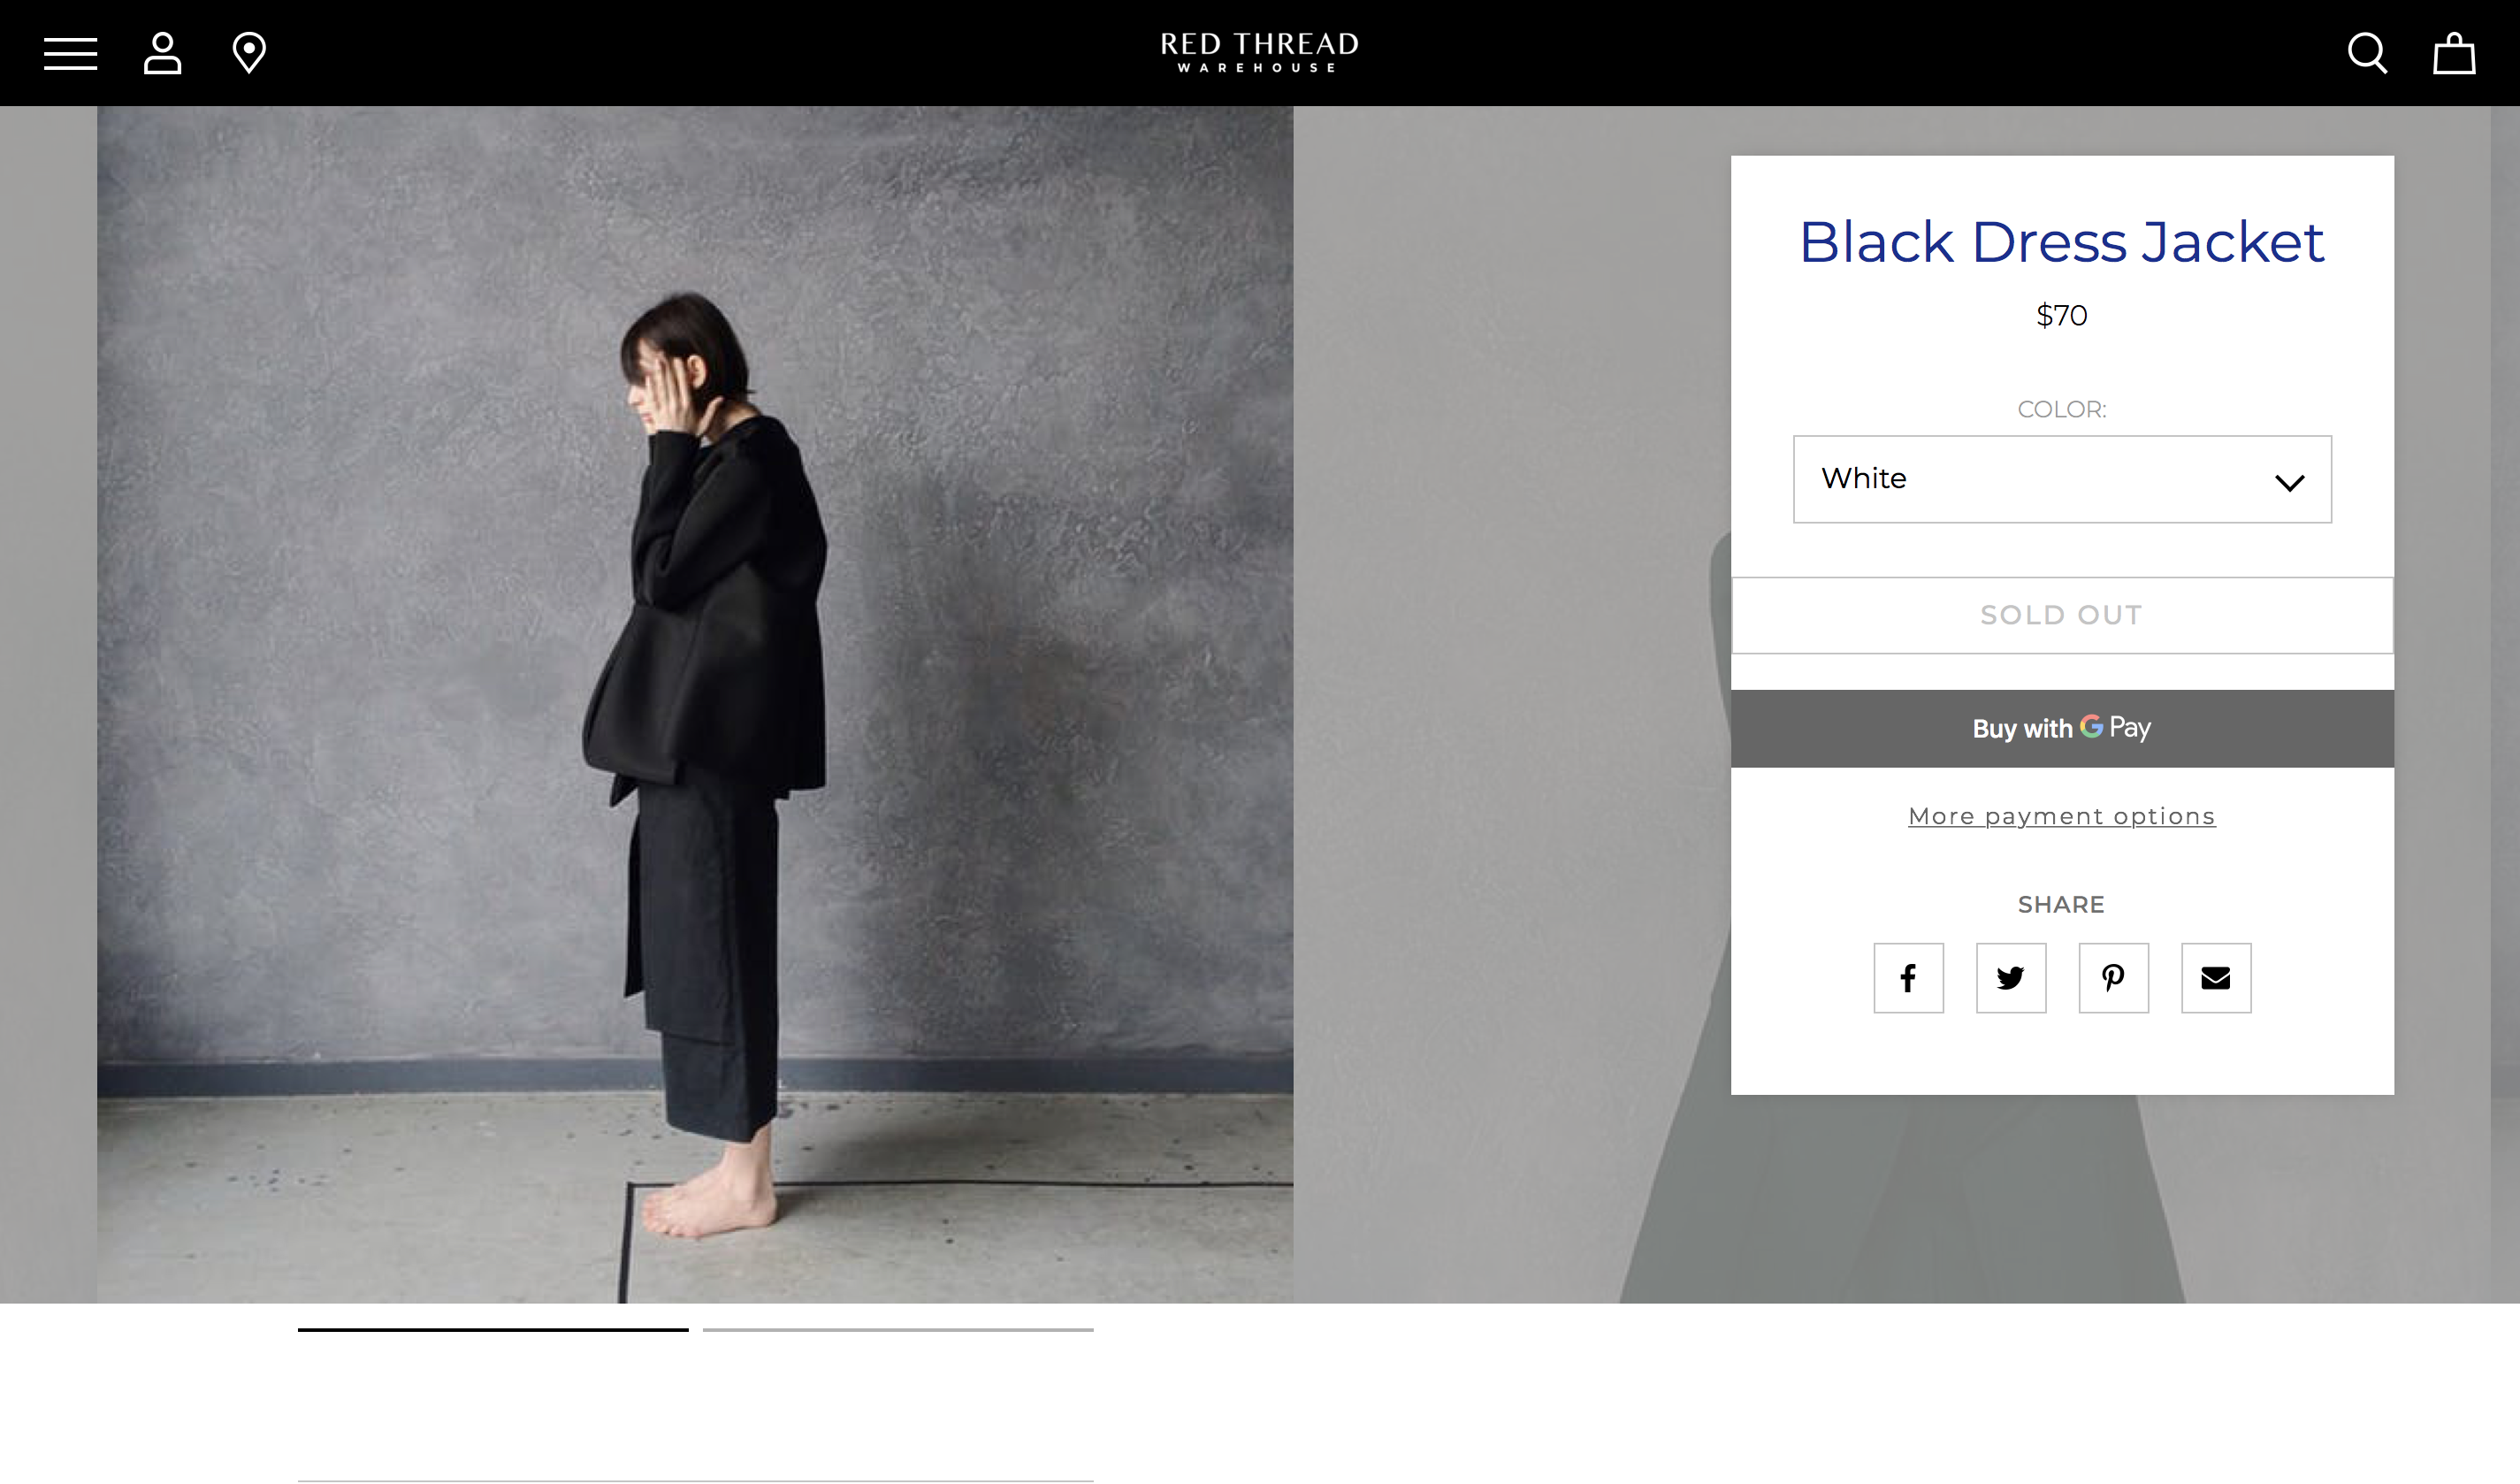 RED THREAD
WAREHOUSE
Black Dress Jacket
$70
COLOR:
White
SOLD OUT
Buy with G Pay
More payment options
SHARE